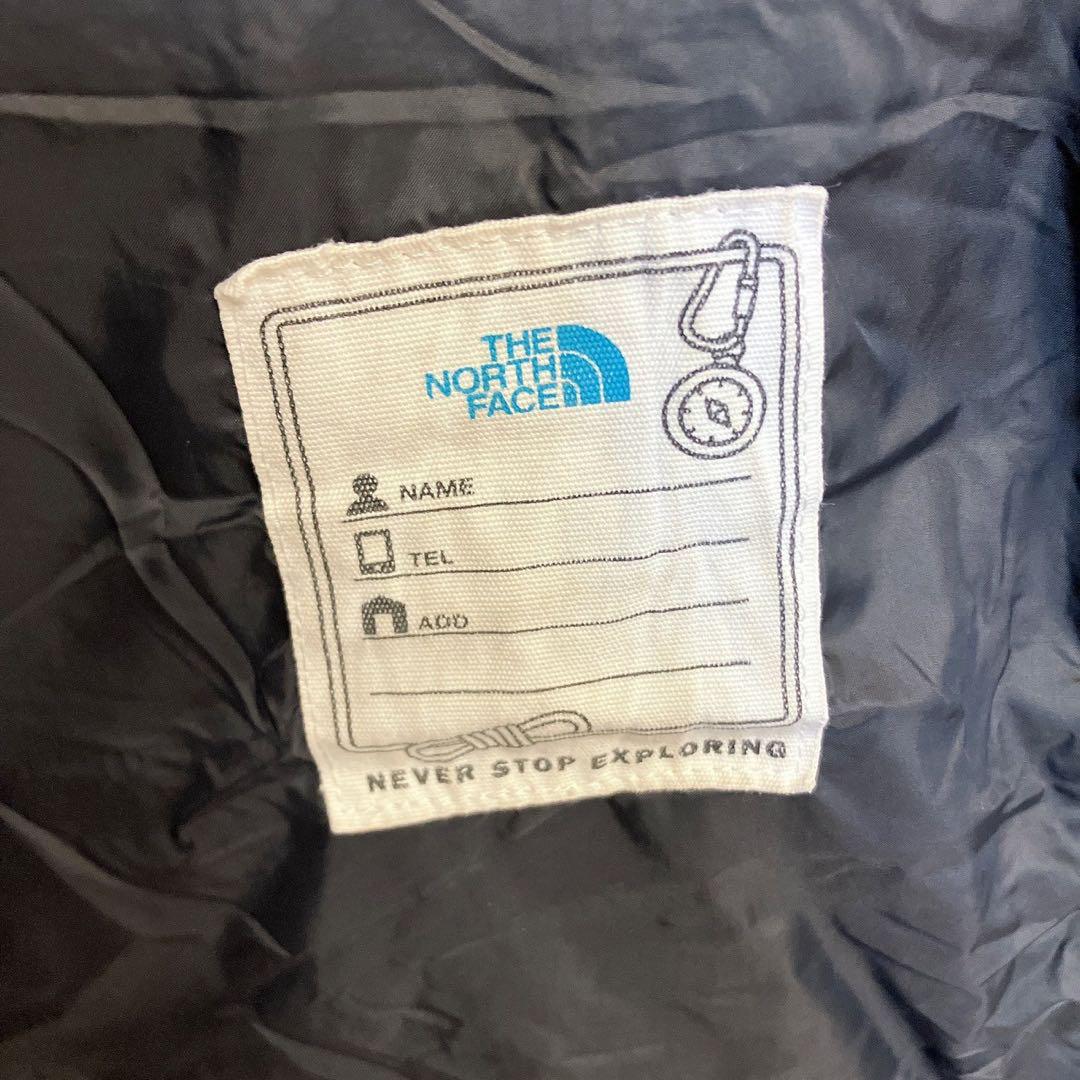 THE
NORTH
FACE
NAME
TEL
ADD
NEVER STOP EXPLORING